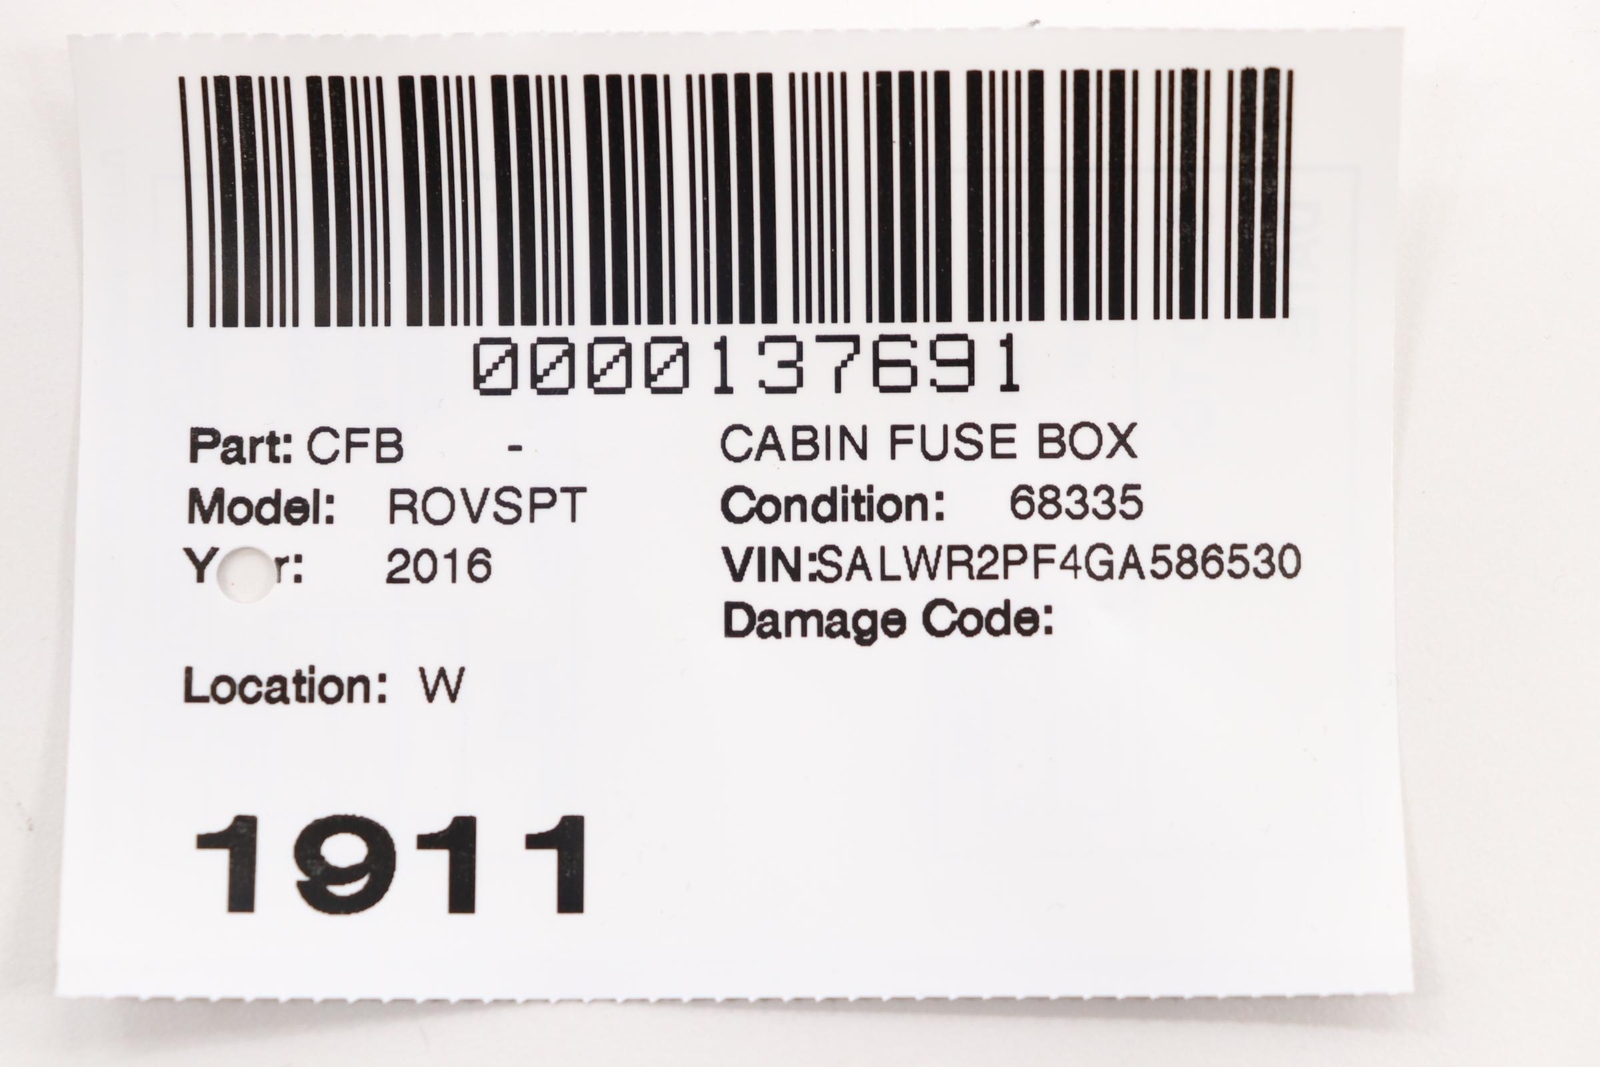 0000137691
Part: CFB - CABIN FUSE BOX
Model: ROVSPT Condition: 68335
Y r: 2016 VIN:SALWR2PF4GA586530
Damage Code:
Location: W
1911